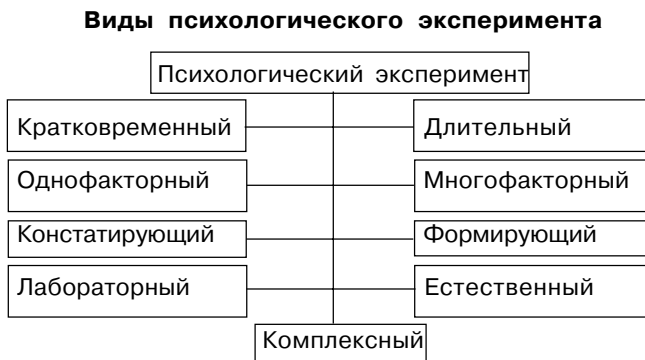 Виды психологического эксперимента
Психологический эксперимент
Кратковременный
Длительный
Однофакторный
Многофакторный
Констатирующий
Формирующий
Лабораторный
Естественный
Комплексный